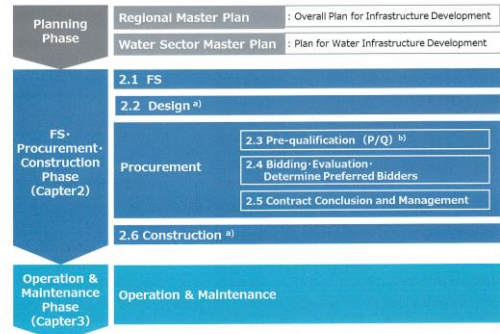 Planning
Phase
Regional Master Plan : Overall Plan for Infrastructure Development
Water Sector Master Plan : Plan for Water Infrastructure Development
FS・
Procurement・
Construction
Phase
(Capter2)
2.1 FS
2.2 Design a)
Procurement
2.3 Pre-qualification (P/Q) b)
2.4 Bidding・Evaluation・
Determine Preferred Bidders
2.5 Contract Conclusion and Management
2.6 Construction a)
Operation &
Maintenance
Phase
(Capter3)
Operation & Maintenance